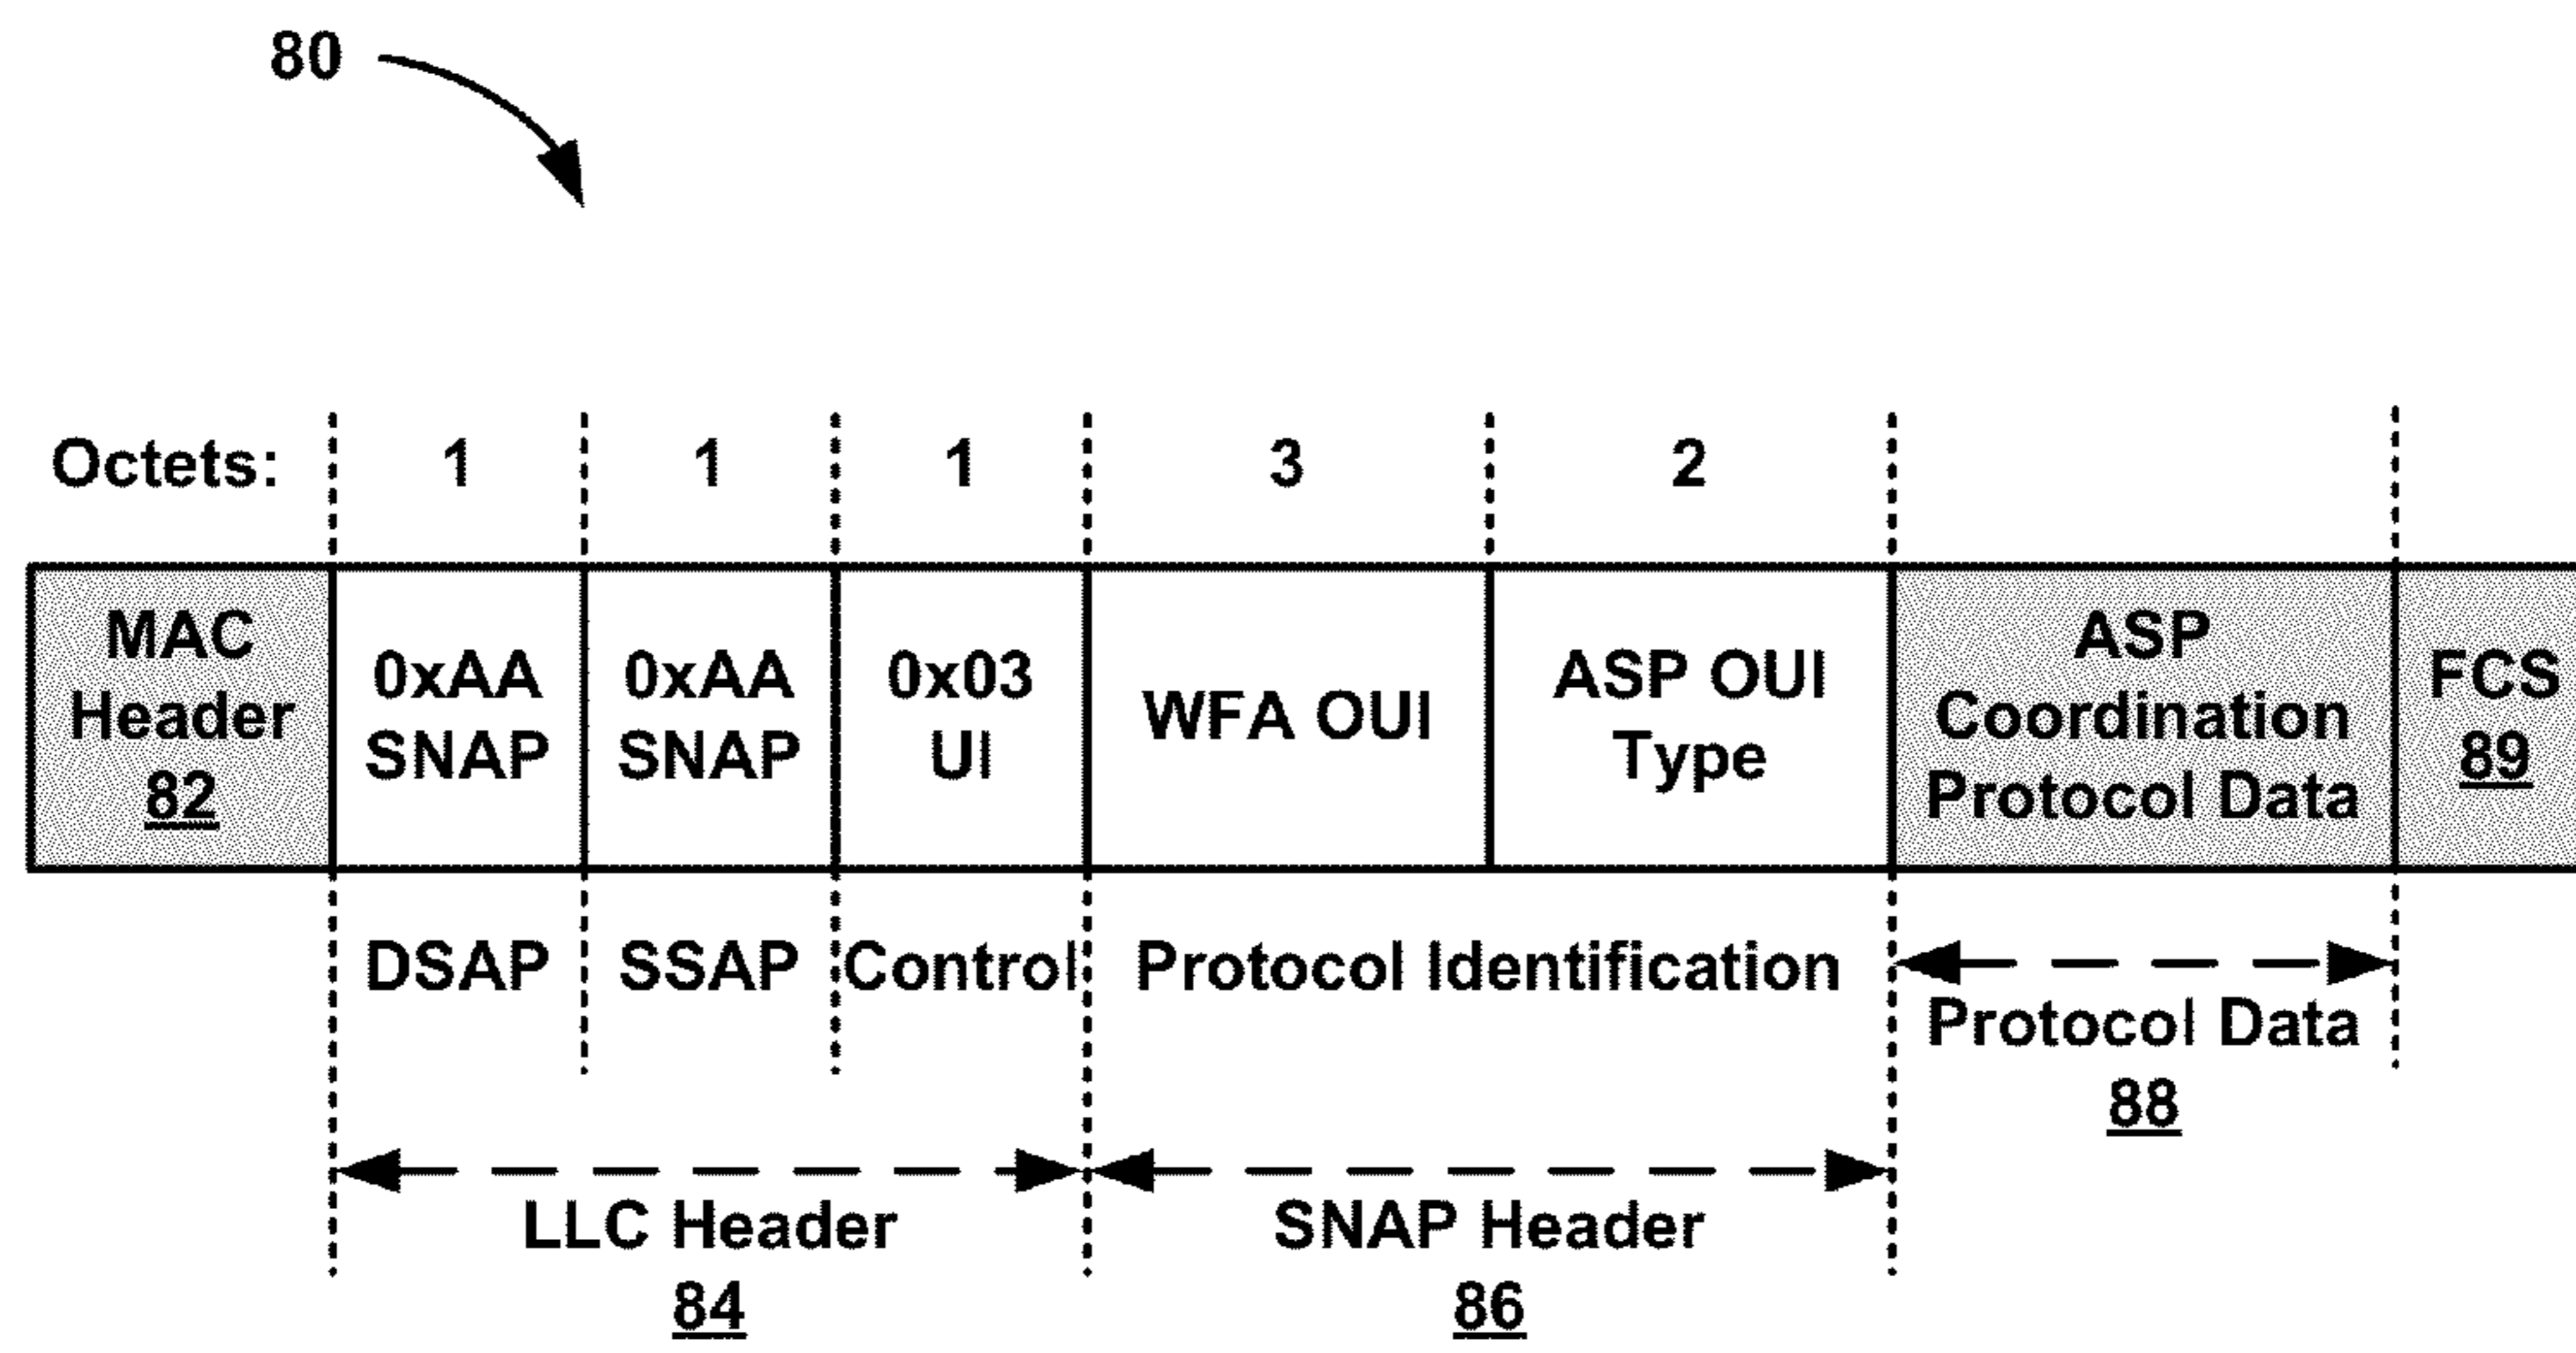 80
Octets: 1 1 1 3 2
MAC
Header
82
0xAA
SNAP
0xAA
SNAP
0x03
UI
WFA OUI
ASP OUI
Type
ASP
Coordination
Protocol Data
FCS
89
DSAP SSAP Control Protocol Identification
Protocol Data
88
LLC Header
84
SNAP Header
86